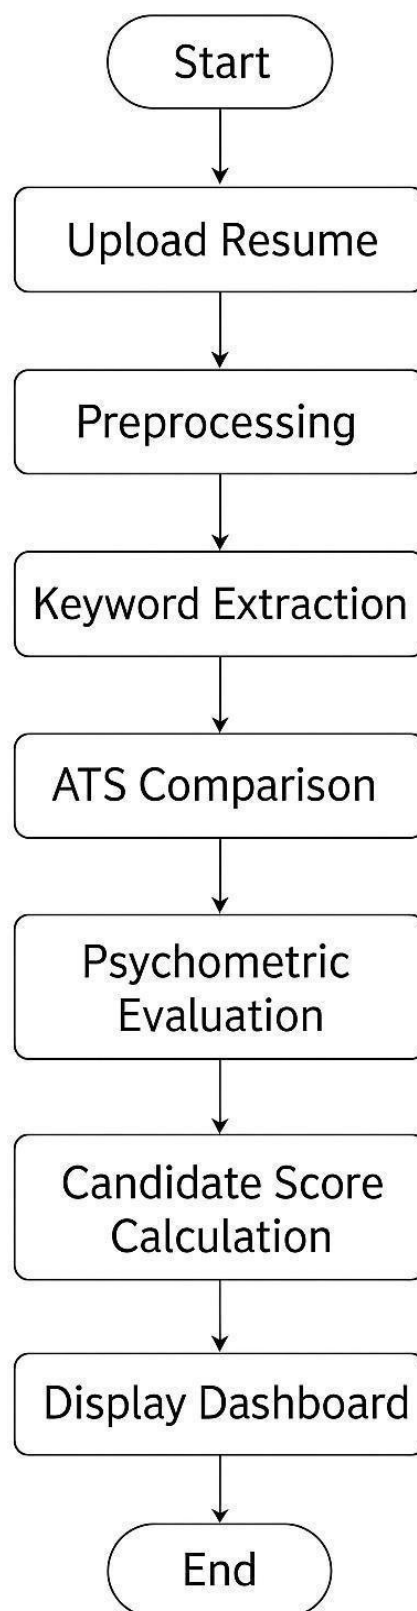 Start
Upload Resume
Preprocessing
Keyword Extraction
ATS Comparison
Psychometric
Evaluation
Candidate Score
Calculation
Display Dashboard
End